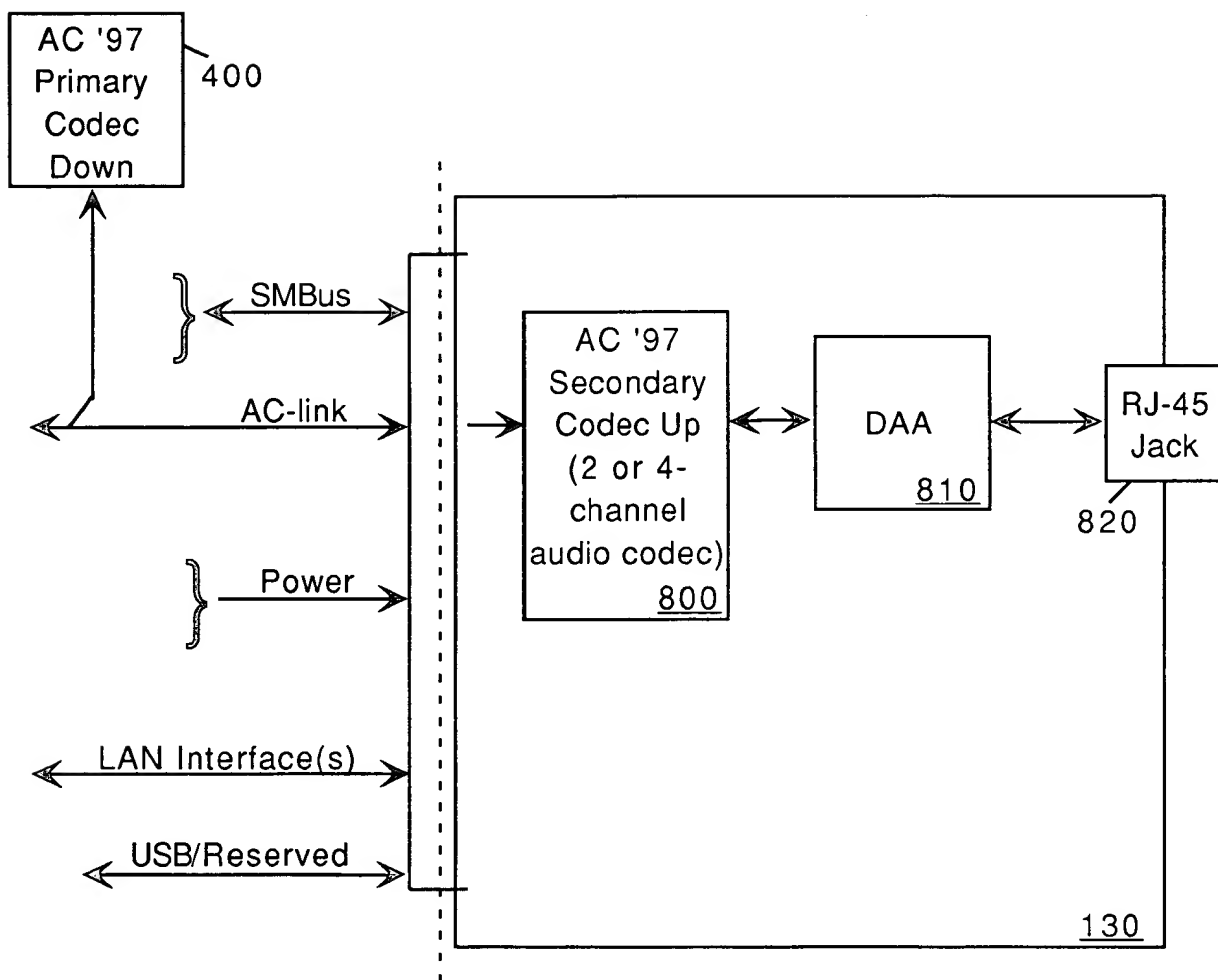 AC '97
Primary
Codec
Down
400
SMBus
AC-link
Power
LAN Interface(s)
USB/Reserved
AC '97
Secondary
Codec Up
(2 or 4-
channel
audio codec)
800
DAA
810
RJ-45
Jack
820
130